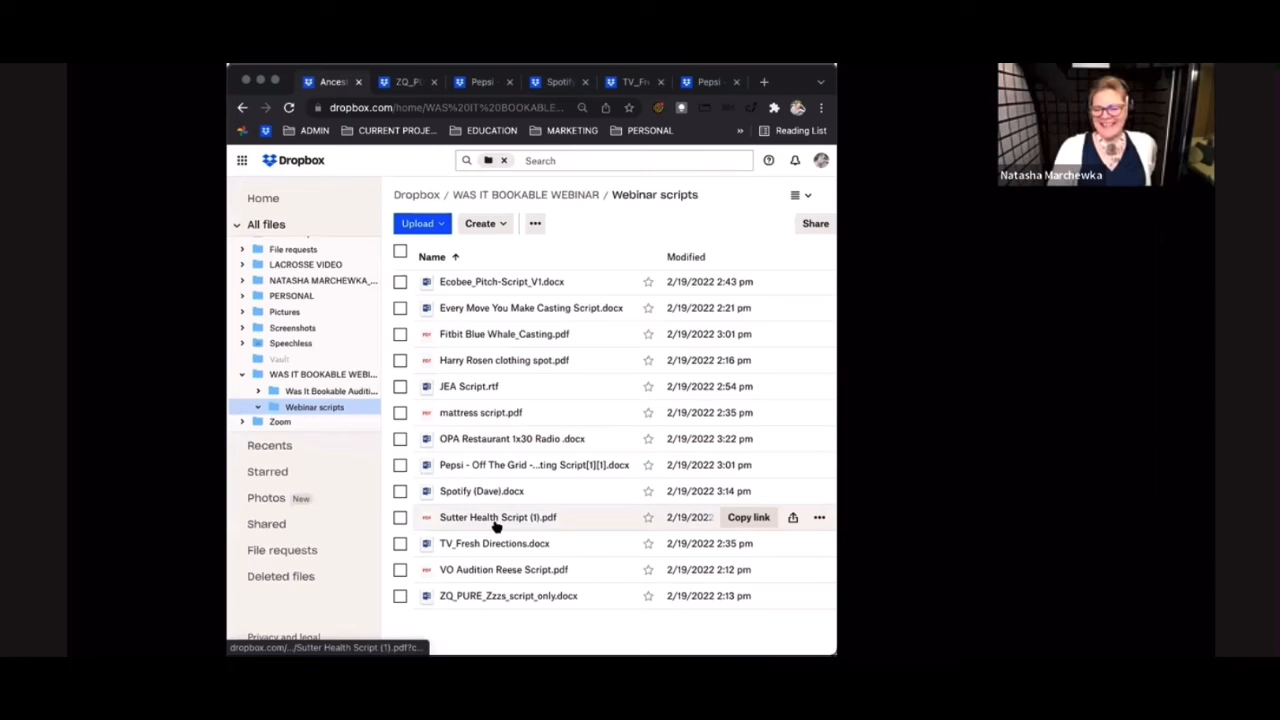 Ances
ZQ_P
Pepsi
Spotif
TV_Fr
Pepsi
dropbox.com/home/WAS%20IT%20BOOKABLE...
ADMIN CURRENT PROJE... EDUCATION MARKETING PERSONAL » Reading List
Dropbox Search
Natasha Marchewka
Home
All files
File requests
LACROSSE VIDEO
NATASHA MARCHEWKA_...
PERSONAL
Pictures
Screenshots
Speechless
Vault
WAS IT BOOKABLE WEBI...
Was It Bookable Auditi...
Webinar scripts
Zoom
Recents
Starred
Photos New
Shared
File requests
Deleted files
Privacy and legal
dropbox.com/.../Sutter Health Script (1).pdf?c...
Dropbox / WAS IT BOOKABLE WEBINAR / Webinar scripts
Upload Create ... Share
Name Modified
Ecobee_Pitch-Script_V1.docx 2/19/2022 2:43 pm
Every Move You Make Casting Script.docx 2/19/2022 2:21 pm
PDF Fitbit Blue Whale_Casting.pdf 2/19/2022 3:01 pm
PDF Harry Rosen clothing spot.pdf 2/19/2022 2:16 pm
JEA Script.rtf 2/19/2022 2:54 pm
PDF mattress script.pdf 2/19/2022 2:35 pm
OPA Restaurant 1x30 Radio .docx 2/19/2022 3:22 pm
Pepsi - Off The Grid -...ting Script[1][1].docx 2/19/2022 3:01 pm
Spotify (Dave).docx 2/19/2022 3:14 pm
PDF Sutter Health Script (1).pdf 2/19/2022 Copy link
TV_Fresh Directions.docx 2/19/2022 2:35 pm
PDF VO Audition Reese Script.pdf 2/19/2022 2:12 pm
ZQ_PURE_Zzzs_script_only.docx 2/19/2022 2:13 pm